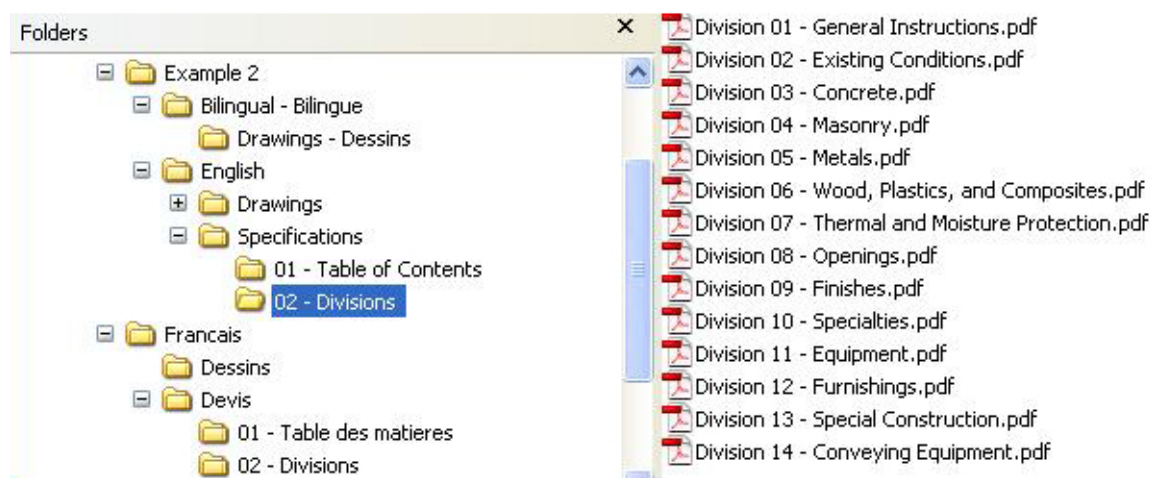 Folders
Example 2
Bilingual - Bilingue
Drawings - Dessins
English
Drawings
Specifications
01 - Table of Contents
02 - Divisions
Francais
Dessins
Devis
01 - Table des matieres
02 - Divisions
Division 01 - General Instructions.pdf
Division 02 - Existing Conditions.pdf
Division 03 - Concrete.pdf
Division 04 - Masonry.pdf
Division 05 - Metals.pdf
Division 06 - Wood, Plastics, and Composites.pdf
Division 07 - Thermal and Moisture Protection.pdf
Division 08 - Openings.pdf
Division 09 - Finishes.pdf
Division 10 - Specialties.pdf
Division 11 - Equipment.pdf
Division 12 - Furnishings.pdf
Division 13 - Special Construction.pdf
Division 14 - Conveying Equipment.pdf